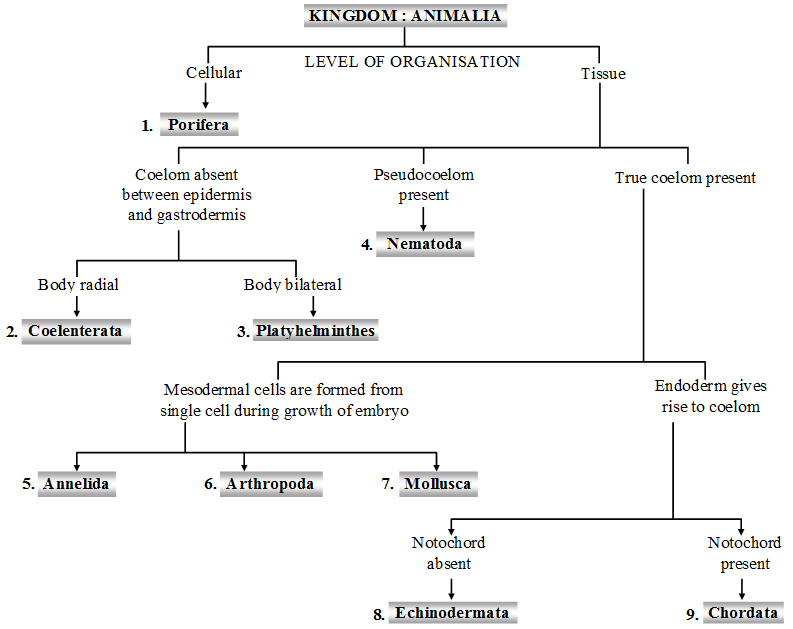 KINGDOM : ANIMALIA
LEVEL OF ORGANISATION
Cellular
Tissue
1. Porifera
Coelom absent
between epidermis
and gastrodermis
Pseudocoelom
present
True coelom present
4. Nematoda
Body radial
Body bilateral
2. Coelenterata
3. Platyhelminthes
Mesodermal cells are formed from
single cell during growth of embryo
Endoderm gives
rise to coelom
5. Annelida
6. Arthropoda
7. Mollusca
Notochord
absent
Notochord
present
8. Echinodermata
9. Chordata